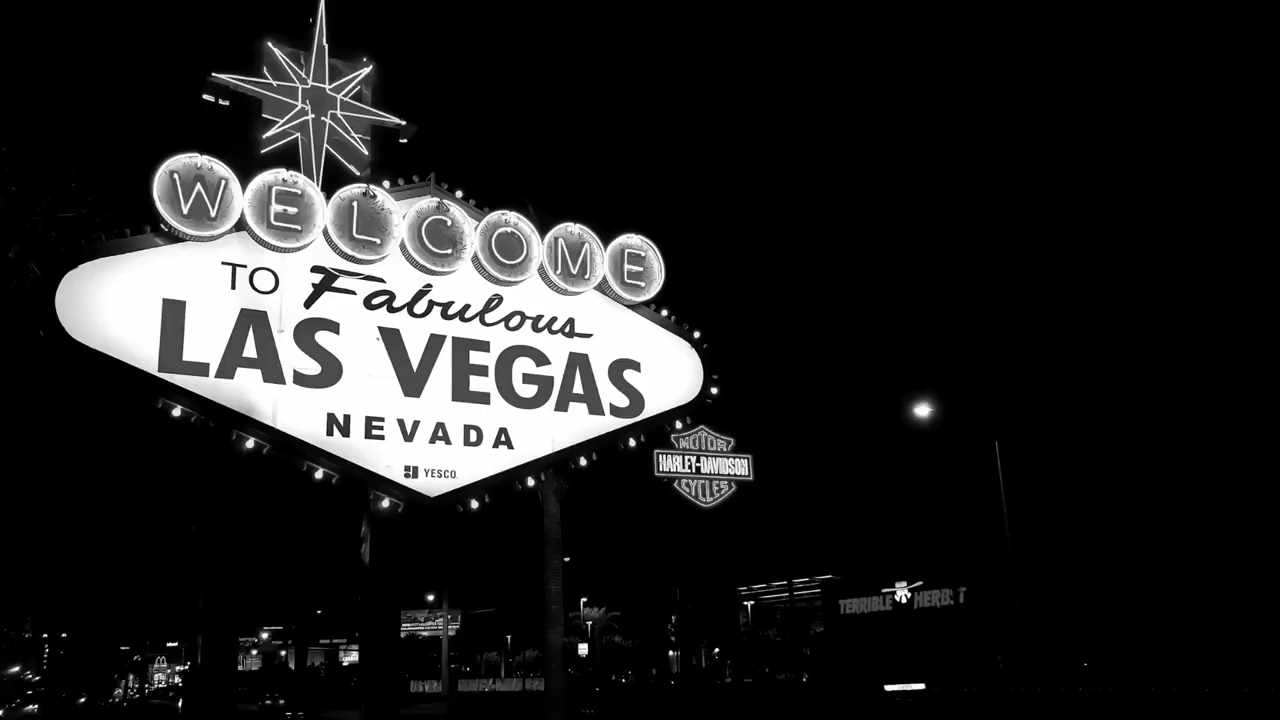 WELCOME
TO Fabulous
LAS VEGAS
NEVADA
YESCO
MOTOR
HARLEY-DAVIDSON
CYCLES
TERRIBLE HERBST